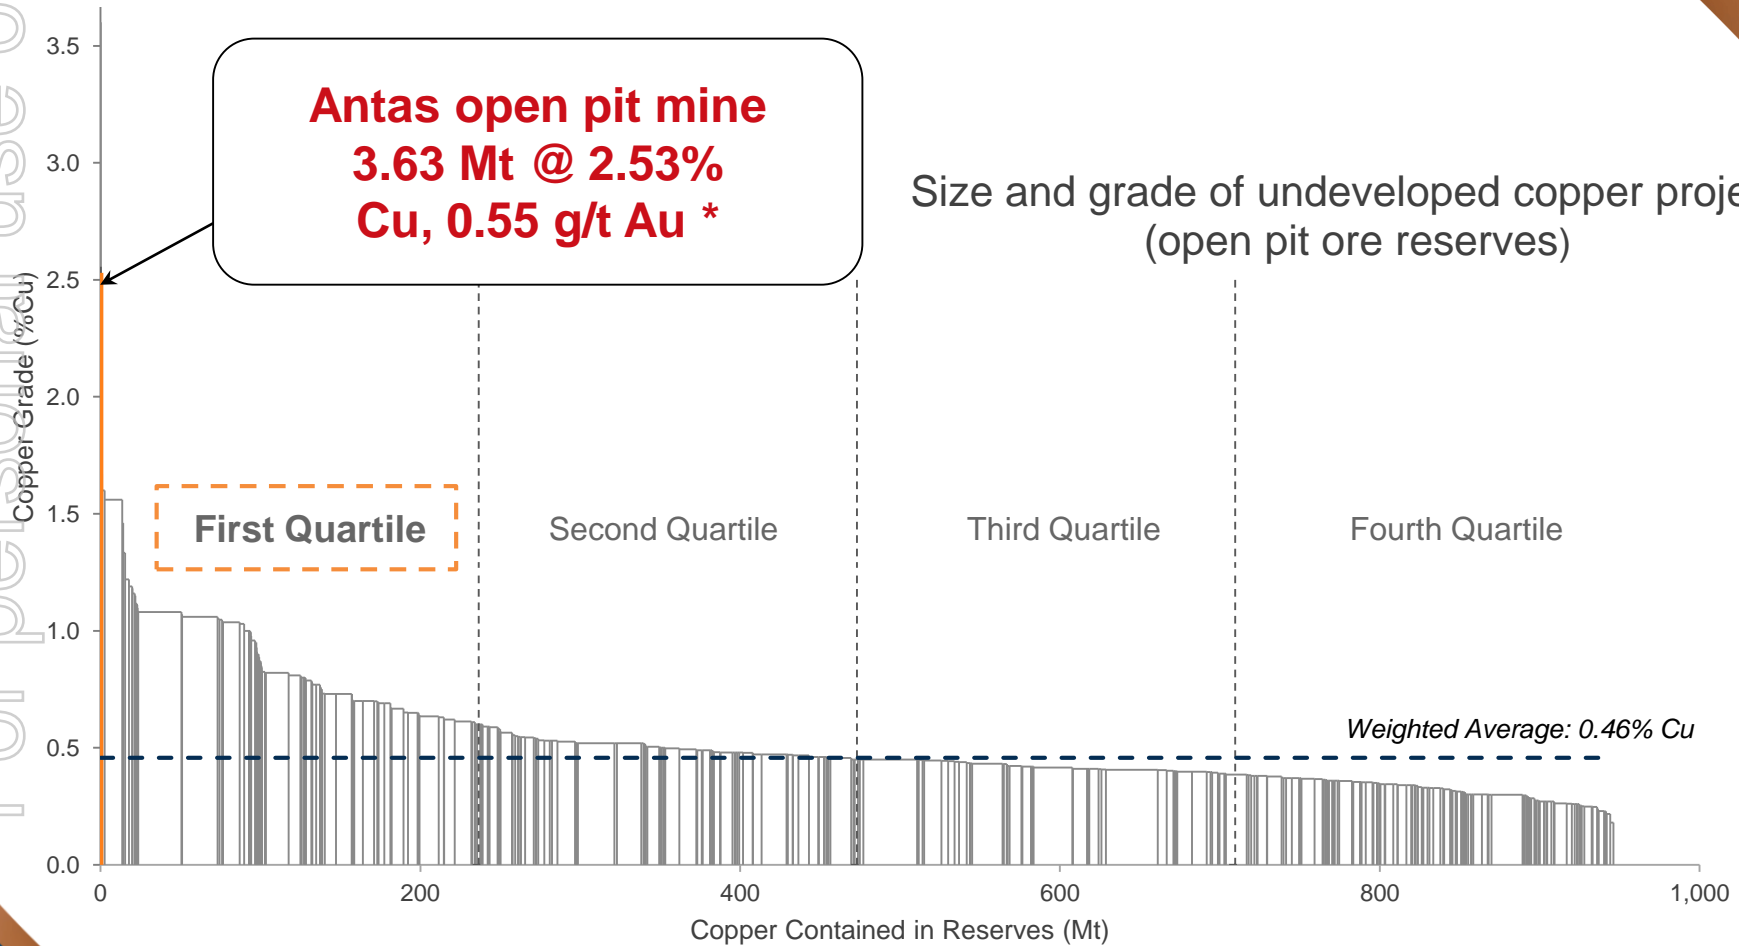 3.5
3.0
2.5
2.0
1.5
1.0
0.5
0.0
Copper Grade (%Cu)
Antas open pit mine
3.63 Mt @ 2.53%
Cu, 0.55 g/t Au *
Size and grade of undeveloped copper proje
(open pit ore reserves)
First Quartile
Second Quartile
Third Quartile
Fourth Quartile
Weighted Average: 0.46% Cu
0
200
400
600
800
1,000
Copper Contained in Reserves (Mt)
For personal use o